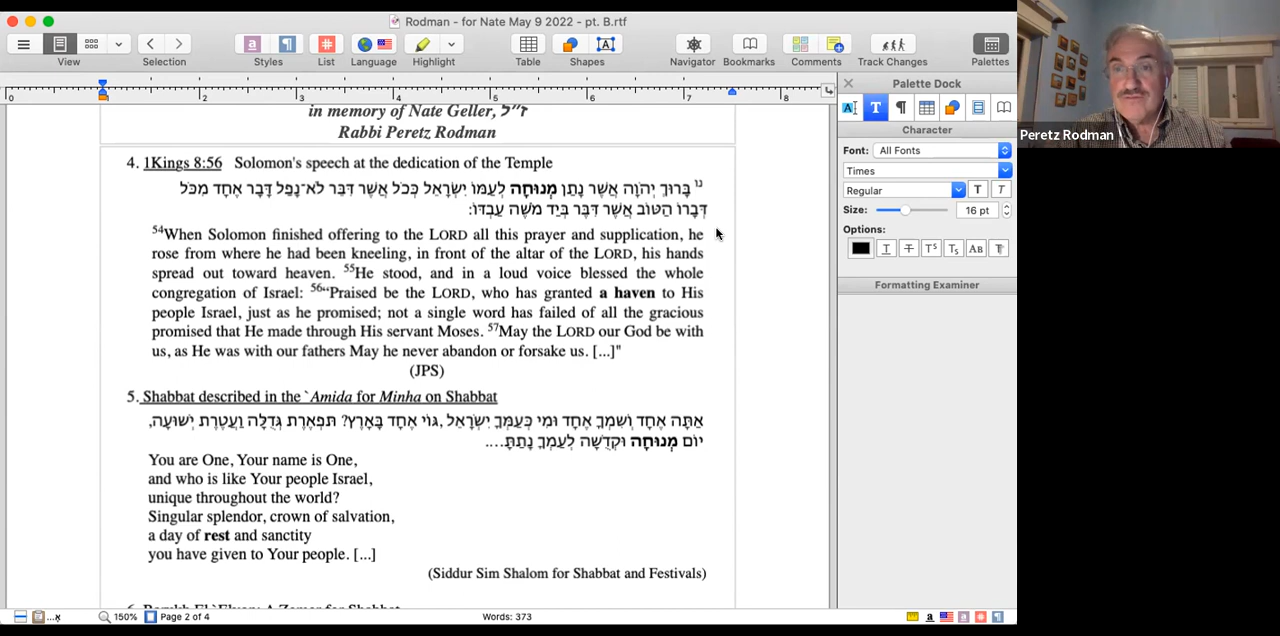 Rodman - for Nate May 9 2022 - pt. B.rtf
View
Selection
Styles
List
Language
Highlight
Table
Shapes
Navigator
Bookmarks
Comments
Track Changes
Palettes
0 1 2 3 4 5 6 7 8
in memory of Nate Geller, ז״ל
Rabbi Peretz Rodman
4. 1Kings 8:56 Solomon's speech at the dedication of the Temple
נו בָּרוּךְ יְהֹוָה אֲשֶׁר נָתַן מְנוּחָה לְעַמּוֹ יִשְׂרָאֵל כְּכֹל אֲשֶׁר דִּבֵּר לֹא־נָפַל דָּבָר אֶחָד מִכֹּל
דְּבָרוֹ הַטּוֹב אֲשֶׁר דִּבֶּר בְּיַד מֹשֶׁה עַבְדּוֹ:
54When Solomon finished offering to the LORD all this prayer and supplication, he
rose from where he had been kneeling, in front of the altar of the LORD, his hands
spread out toward heaven. 55He stood, and in a loud voice blessed the whole
congregation of Israel: 56“Praised be the LORD, who has granted a haven to His
people Israel, just as he promised; not a single word has failed of all the gracious
promised that He made through His servant Moses. 57May the LORD our God be with
us, as He was with our fathers May he never abandon or forsake us. [...]"
(JPS)
5. Shabbat described in the `Amida for Minha on Shabbat
אַתָּה אֶחָד וְשִׁמְךָ אֶחָד וּמִי כְּעַמְּךָ יִשְׂרָאֵל, גּוֹי אֶחָד בָּאָרֶץ? תִּפְאֶרֶת גְּדֻלָּה וַעֲטֶרֶת יְשׁוּעָה,
יוֹם מְנוּחָה וּקְדֻשָּׁה לְעַמְּךָ נָתַתָּ....
You are One, Your name is One,
and who is like Your people Israel,
unique throughout the world?
Singular splendor, crown of salvation,
a day of rest and sanctity
you have given to Your people. [...]
(Siddur Sim Shalom for Shabbat and Festivals)
150%
Page 2 of 4
Words: 373
Palette Dock
Character
Font: All Fonts
Times
Regular
Size: 16 pt
Options:
Formatting Examiner
Peretz Rodman